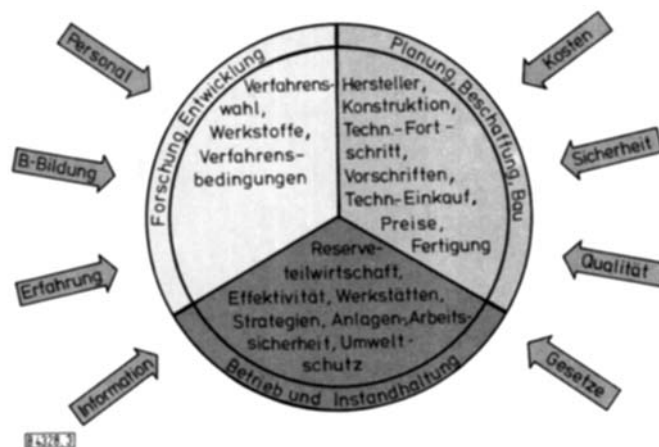 Personal
B-Bildung
Erfahrung
Information
Forschung, Entwicklung
Verfahrens-
wahl,
Werkstoffe,
Verfahrens-
bedingungen
Planung, Beschaffung, Bau
Hersteller,
Konstruktion,
Techn.-Fort-
schritt,
Vorschriften,
Techn-Einkauf,
Preise,
Fertigung
Reserve-
teilwirtschaft,
Effektivität, Werkstätten,
Strategien, Anlagen-, Arbeits-
sicherheit, Umwelt-
schutz
Betrieb und Instandhaltung
Kosten
Sicherheit
Qualität
Gesetze